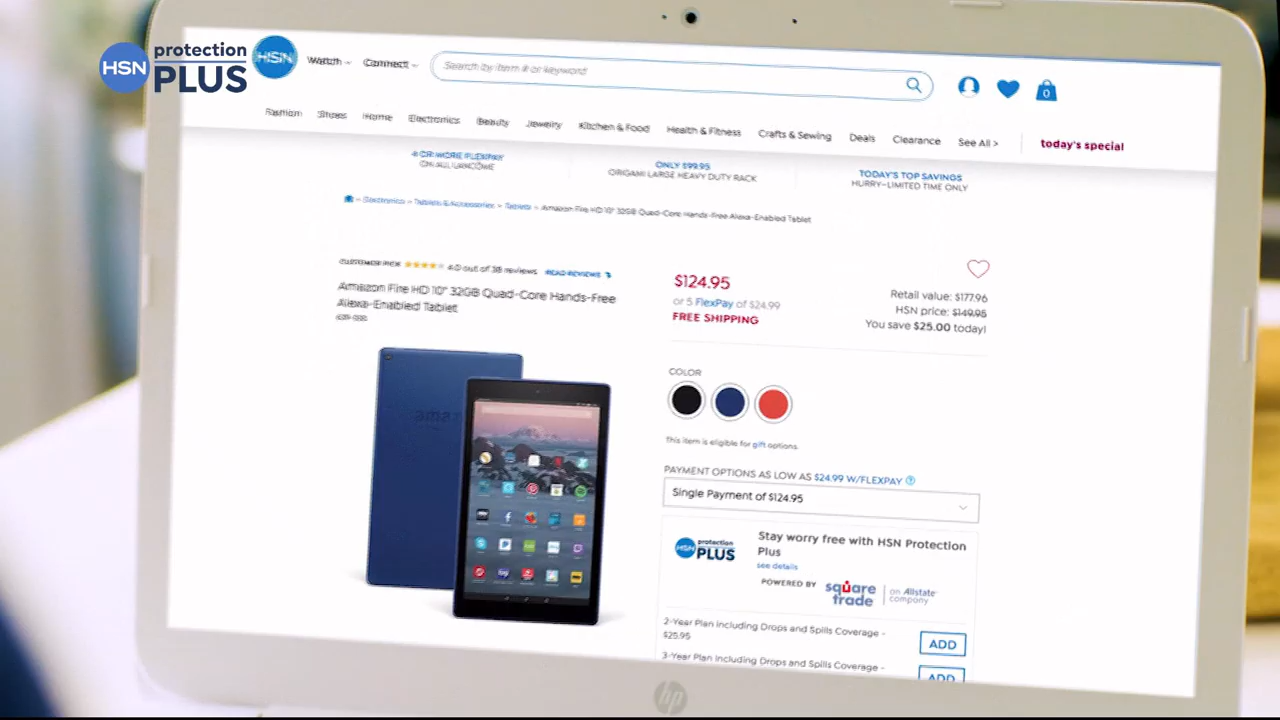 HSN protection PLUS
HSN Watch Connect Search by item # or keyword 0
Fashion Shoes Home Electronics Beauty Jewelry Kitchen & Food Health & Fitness Crafts & Sewing Deals Clearance See All > today's special
4 OR MORE FLEXPAY
ON ALL LANCOME
ONLY $99.95
ORIGAMI LARGE HEAVY DUTY RACK
TODAY'S TOP SAVINGS
HURRY-LIMITED TIME ONLY
Electronics > Tablets & Accessories > Tablets > Amazon Fire HD 10" 32GB Quad-Core Hands-Free Alexa-Enabled Tablet
CUSTOMER PICK 4.0 out of 38 reviews READ REVIEWS
Amazon Fire HD 10" 32GB Quad-Core Hands-Free
Alexa-Enabled Tablet
$124.95
or 5 FlexPay of $24.99
FREE SHIPPING
Retail value: $177.96
HSN price: $149.95
You save $25.00 today!
COLOR
This item is eligible for gift options.
PAYMENT OPTIONS AS LOW AS $24.99 W/FLEXPAY ?
Single Payment of $124.95
HSN protection PLUS
Stay worry free with HSN Protection
Plus
see details
POWERED BY square trade an Allstate company
2-Year Plan Including Drops and Spills Coverage -
$25.95
ADD
3-Year Plan Including Drops and Spills Coverage -
ADD
hp